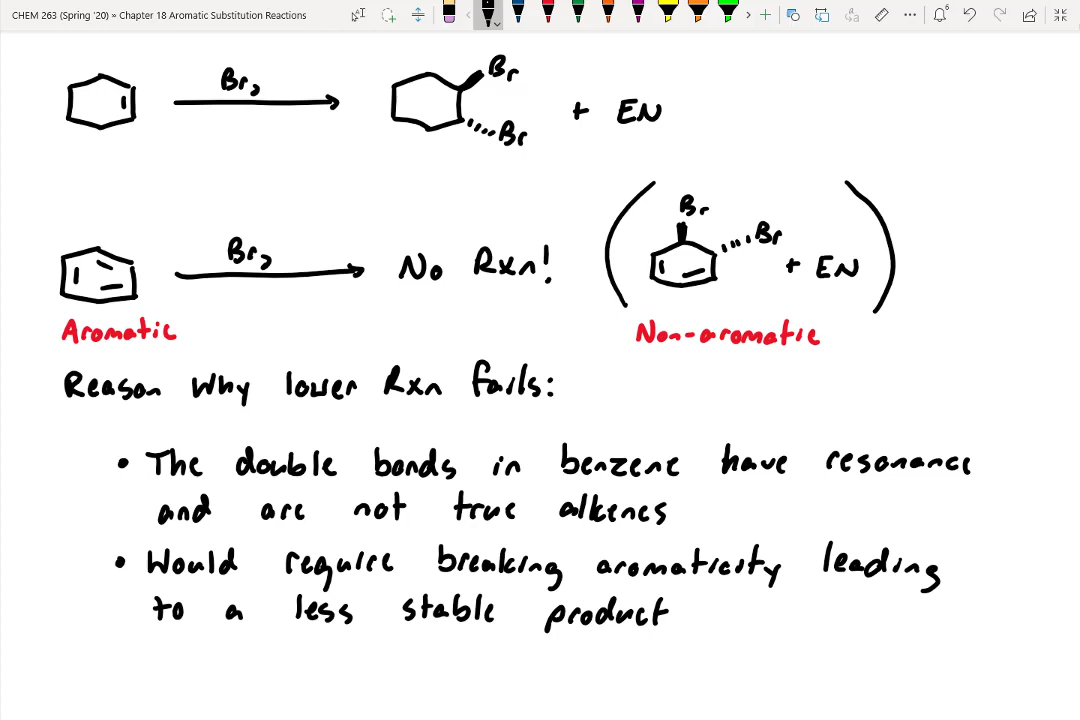 CHEM 263 (Spring '20) » Chapter 18 Aromatic Substitution Reactions
6
Br₂
Br
Br
+ EN
Br₂
No Rxn!
Br
Br
+ EN
Aromatic
Non-aromatic
Reason Why lower Rxn fails:
• The double bonds in benzene have resonance
and are not true alkenes
• Would require breaking aromaticity leading
to a less stable product